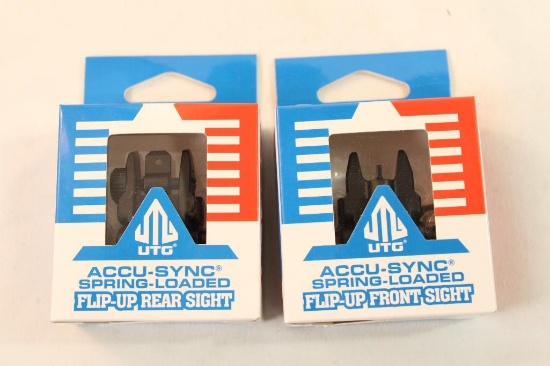 UTG®
ACCU-SYNC®
SPRING-LOADED
FLIP-UP REAR SIGHT
UTG®
ACCU-SYNC®
SPRING-LOADED
FLIP-UP FRONT SIGHT